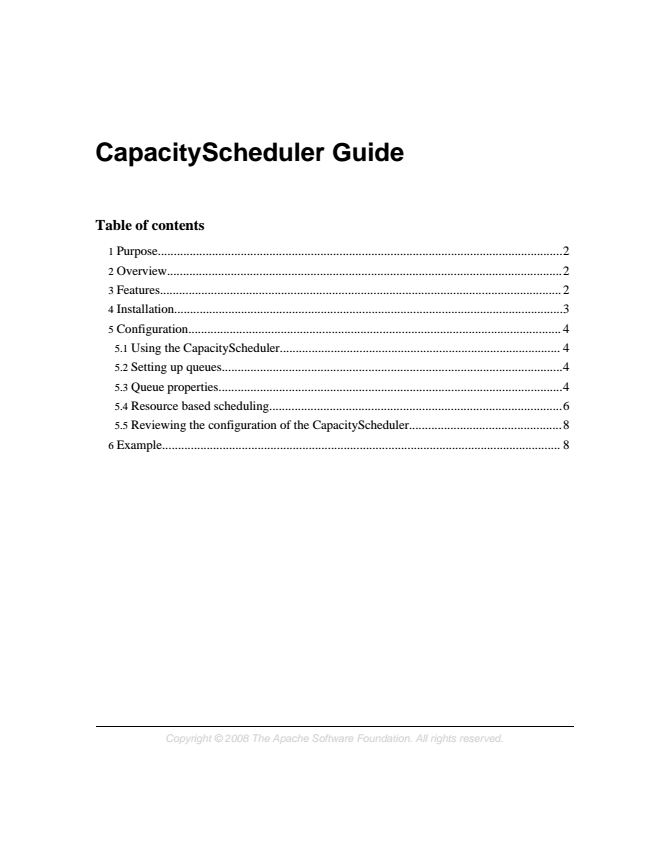 CapacityScheduler Guide
Table of contents
1 Purpose...............................................................................................................................2
2 Overview............................................................................................................................2
3 Features..............................................................................................................................2
4 Installation..........................................................................................................................3
5 Configuration..................................................................................................................... 4
5.1 Using the CapacityScheduler....................................................................................... 4
5.2 Setting up queues..........................................................................................................4
5.3 Queue properties...........................................................................................................4
5.4 Resource based scheduling...........................................................................................6
5.5 Reviewing the configuration of the CapacityScheduler...............................................8
6 Example............................................................................................................................. 8
Copyright © 2008 The Apache Software Foundation. All rights reserved.